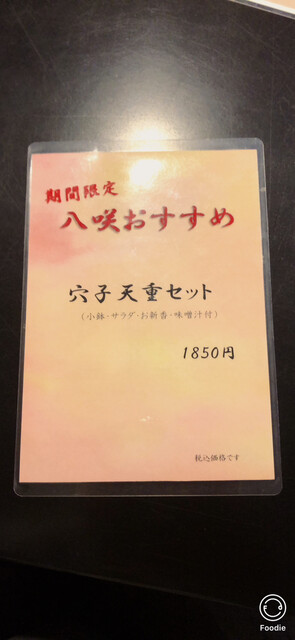 期間限定
八咲おすすめ
穴子天重セット
(小鉢・サラダ・お新香・味噌汁付)
1850円
税込価格です
Foodie